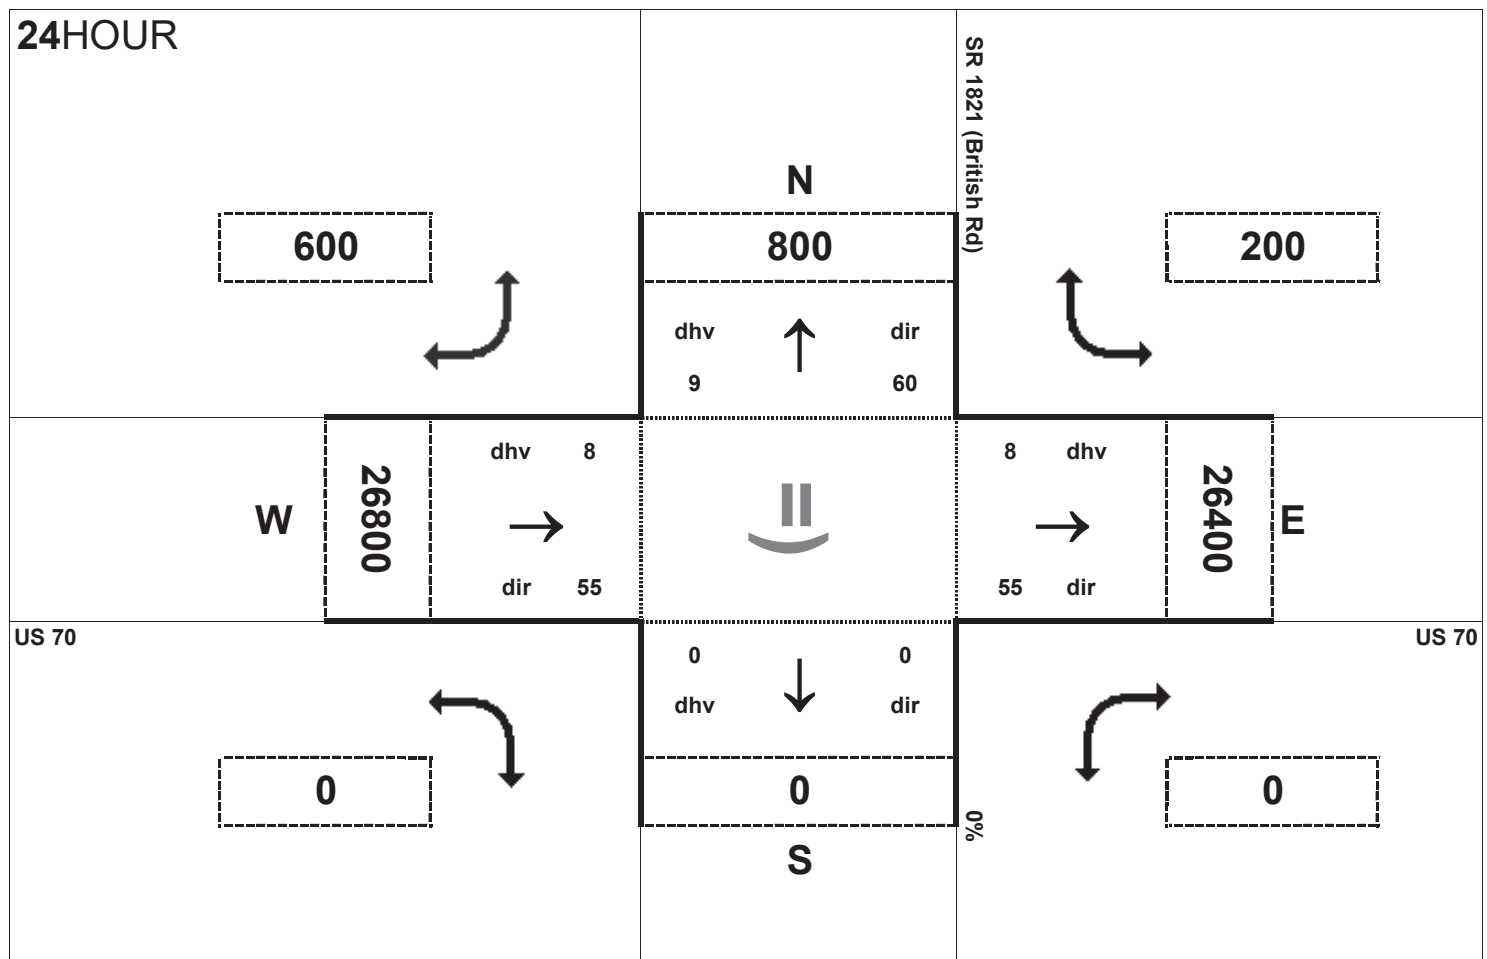 24HOUR
SR 1821 (British Rd)
N
600
800
200
dhv
dir
9
60
dhv 8
8 dhv
W
26800
26400
E
dir 55
55 dir
US 70
US 70
0
0
dhv
dir
0
0
0
0%
S